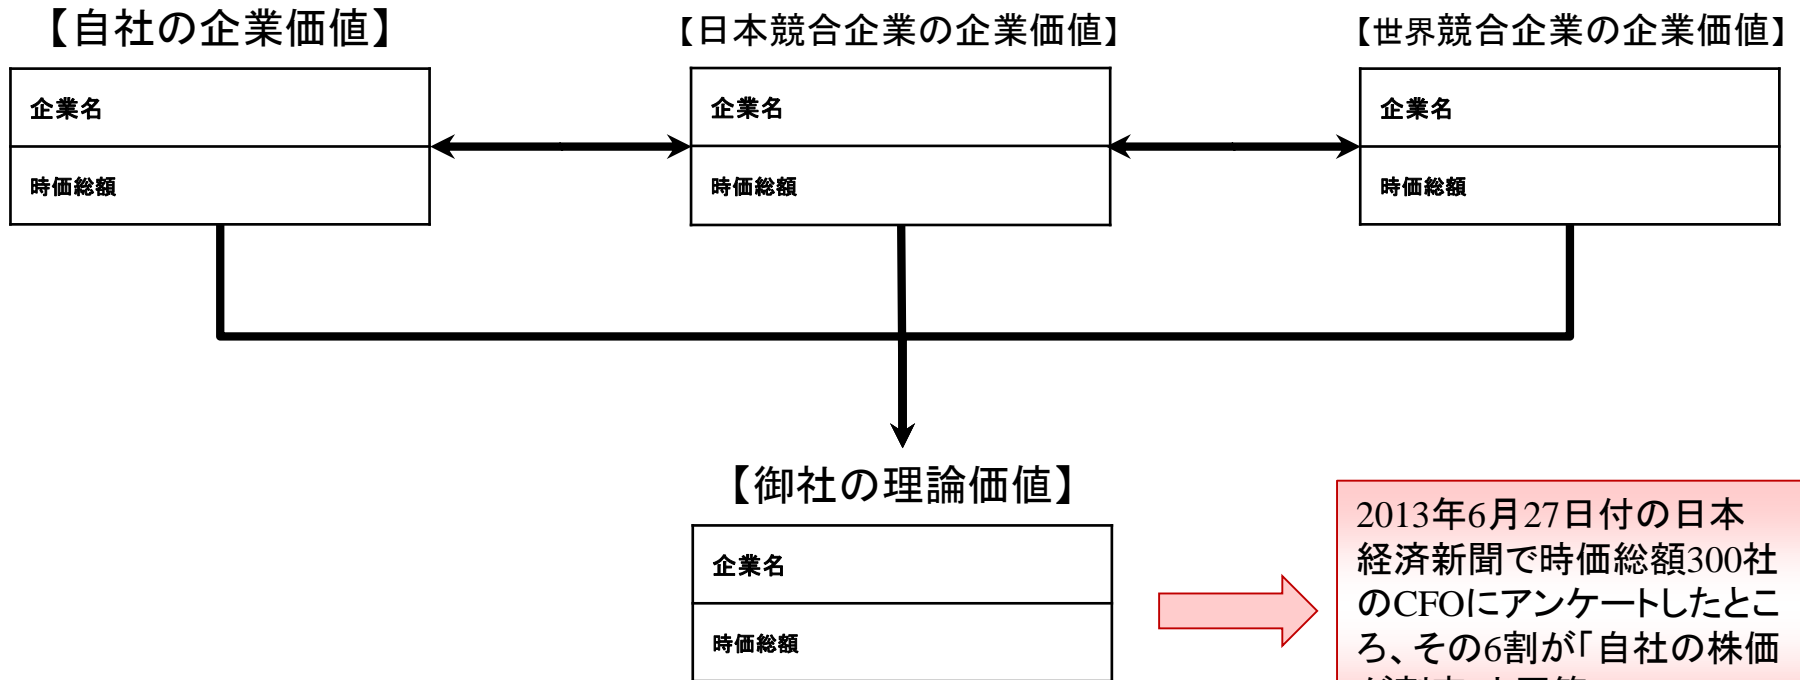 【自社の企業価値】
【日本競合企業の企業価値】
【世界競合企業の企業価値】
企業名
時価総額
企業名
時価総額
企業名
時価総額
【御社の理論価値】
企業名
時価総額
2013年6月27日付の日本
経済新聞で時価総額300社
のCFOにアンケートしたとこ
ろ、その6割が「自社の株価